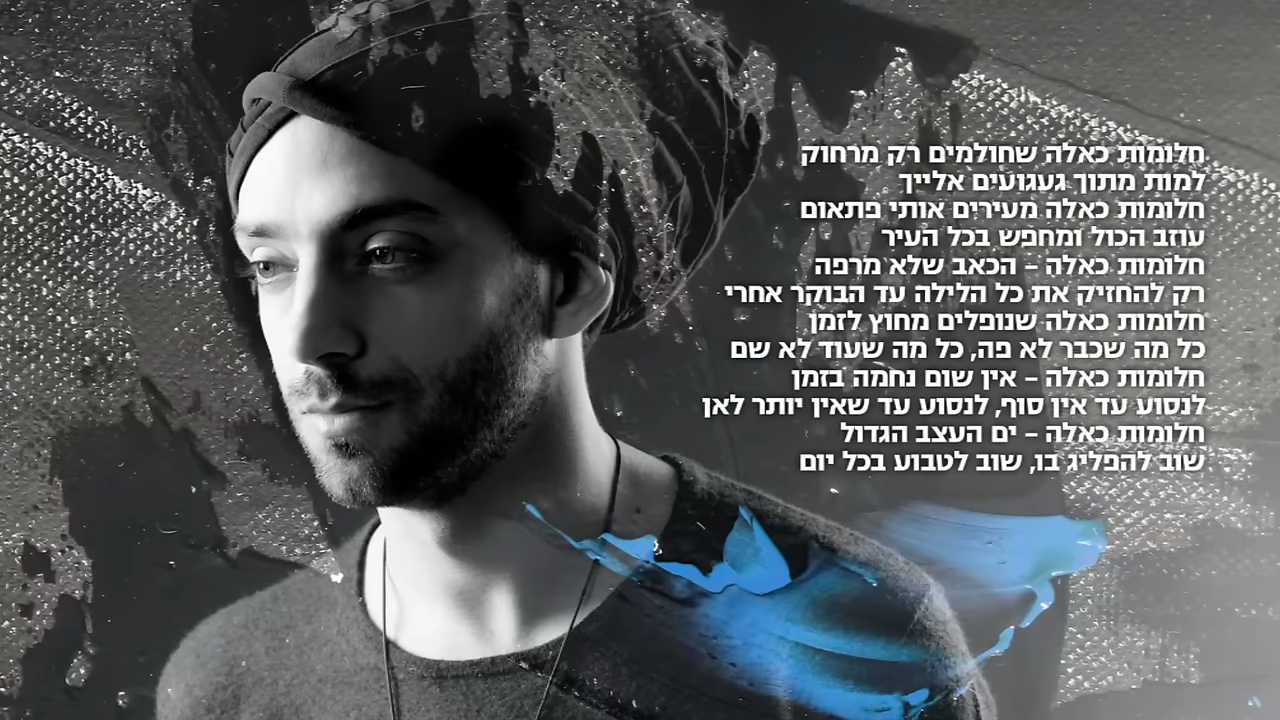 חלומות כאלה שחולמים רק מרחוק
למות מתוך געגועים אלייך
חלומות כאלה מעירים אותי פתאום
עוזב הכול ומחפש בכל העיר
חלומות כאלה – הכאב שלא מרפה
רק להחזיק את כל הלילה עד הבוקר אחרי
חלומות כאלה שנופלים מחוץ לזמן
כל מה שכבר לא פה, כל מה שעוד לא שם
חלומות כאלה – אין שום נחמה בזמן
לנסוע עד אין סוף, לנסוע עד שאין יותר לאן
חלומות כאלה – ים העצב הגדול
שוב להפליג בו, שוב לטבוע בכל יום